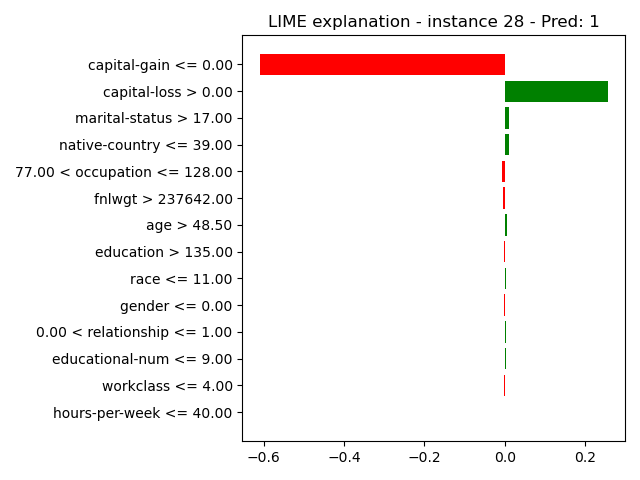 LIME explanation - instance 28 - Pred: 1
capital-gain <= 0.00
capital-loss > 0.00
marital-status > 17.00
native-country <= 39.00
77.00 < occupation <= 128.00
fnlwgt > 237642.00
age > 48.50
education > 135.00
race <= 11.00
gender <= 0.00
0.00 < relationship <= 1.00
educational-num <= 9.00
workclass <= 4.00
hours-per-week <= 40.00
−0.6 −0.4 −0.2 0.0 0.2